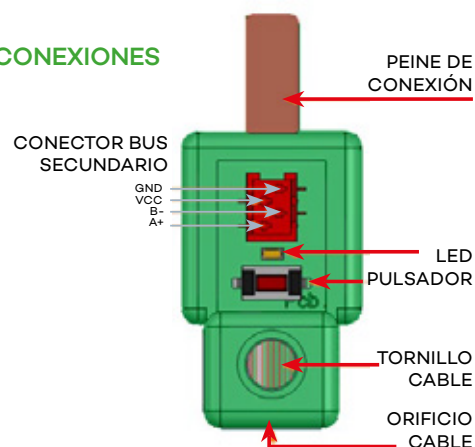 CONEXIONES
PEINE DE
CONEXIÓN
CONECTOR BUS
SECUNDARIO
GND
VCC
B-
A+
LED
PULSADOR
TORNILLO
CABLE
ORIFICIO
CABLE